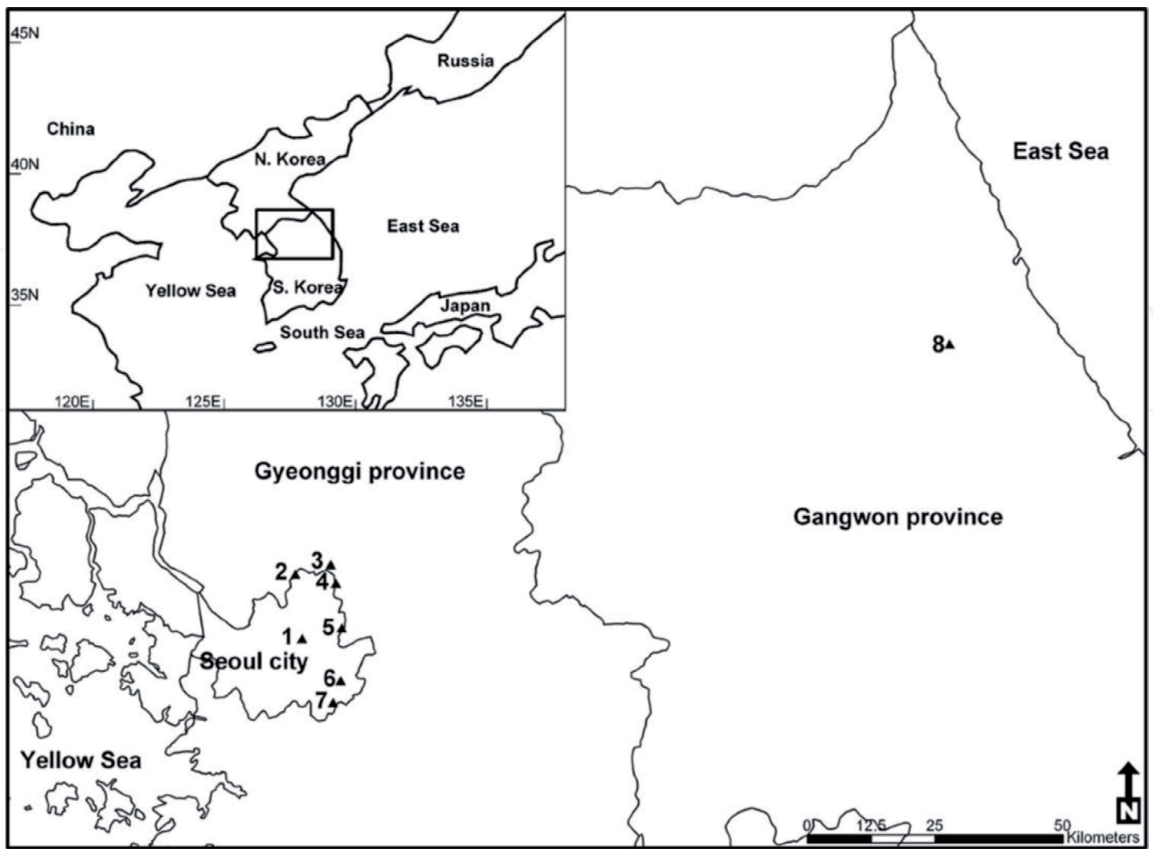 45N
Russia
China
40N
N. Korea
East Sea
Yellow Sea
S. Korea
35N
Japan
South Sea
120E
125E
130E
135E
East Sea
8
Gyeonggi province
Gangwon province
3
2
4
5
1
Seoul city
6
7
Yellow Sea
N
0 12.5 25 50
Kilometers